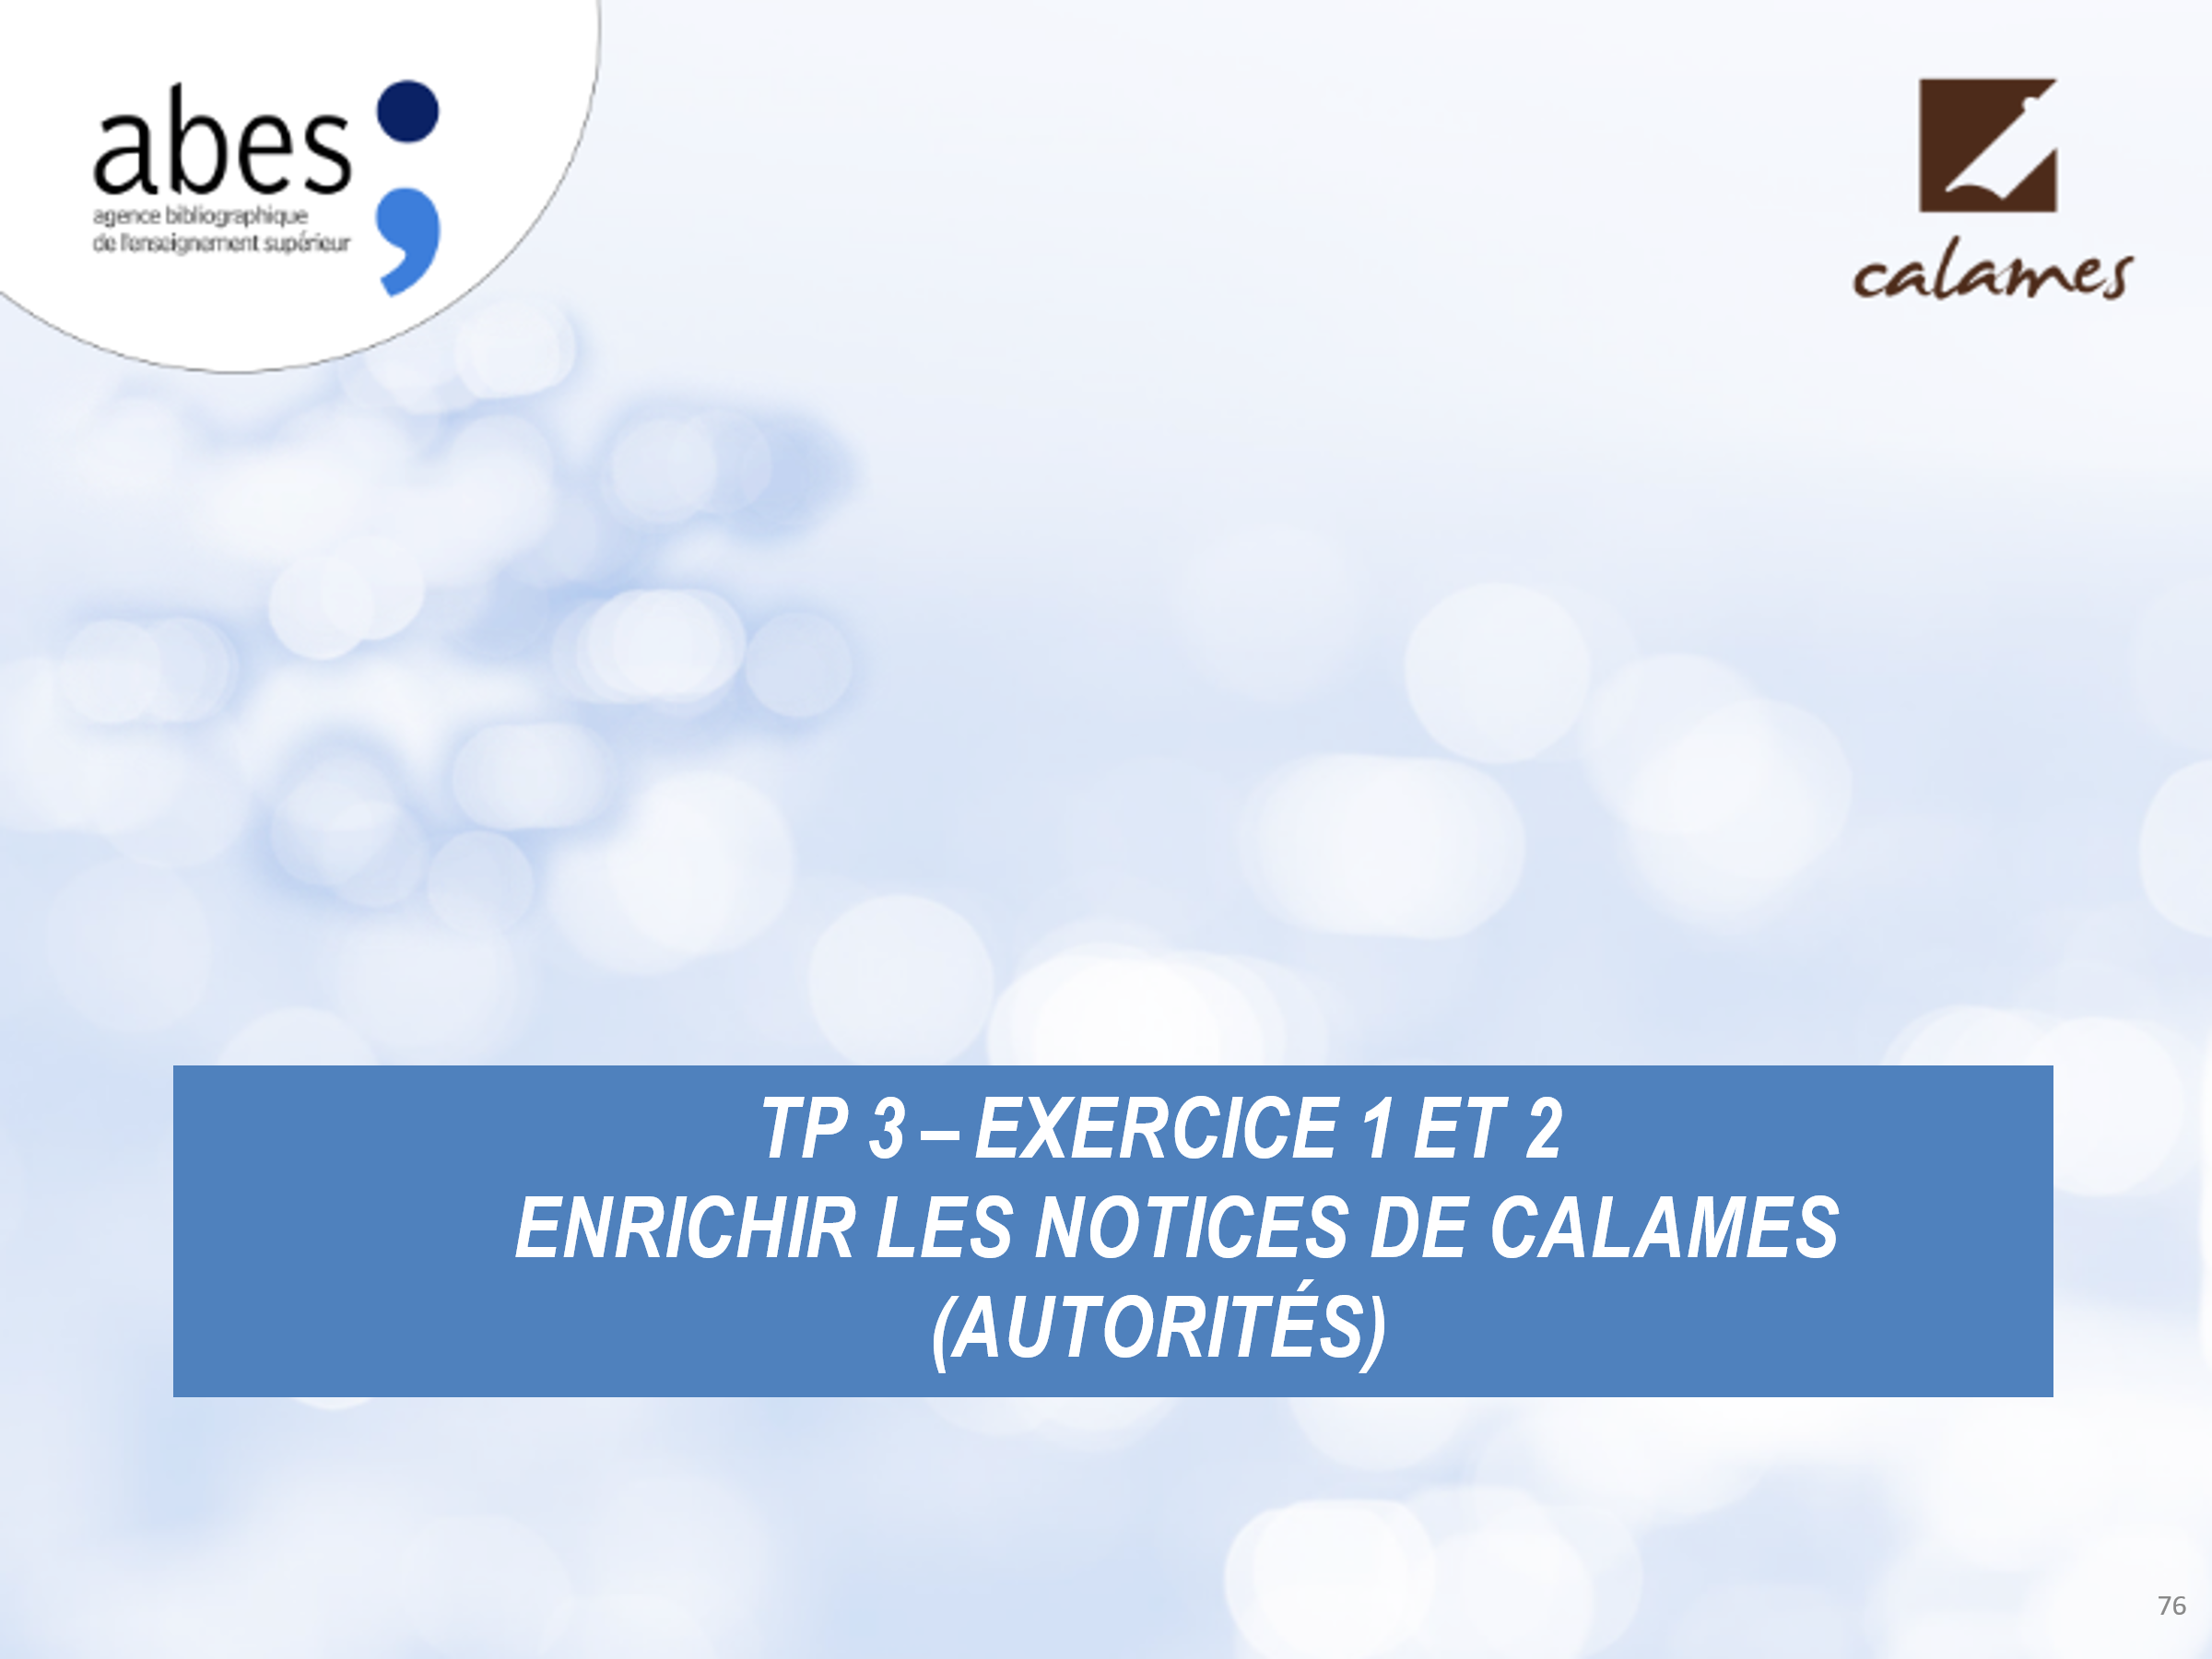 abes
agence bibliographique
de l'enseignement supérieur
calames
TP 3 – EXERCICE 1 ET 2
ENRICHIR LES NOTICES DE CALAMES
(AUTORITÉS)
76